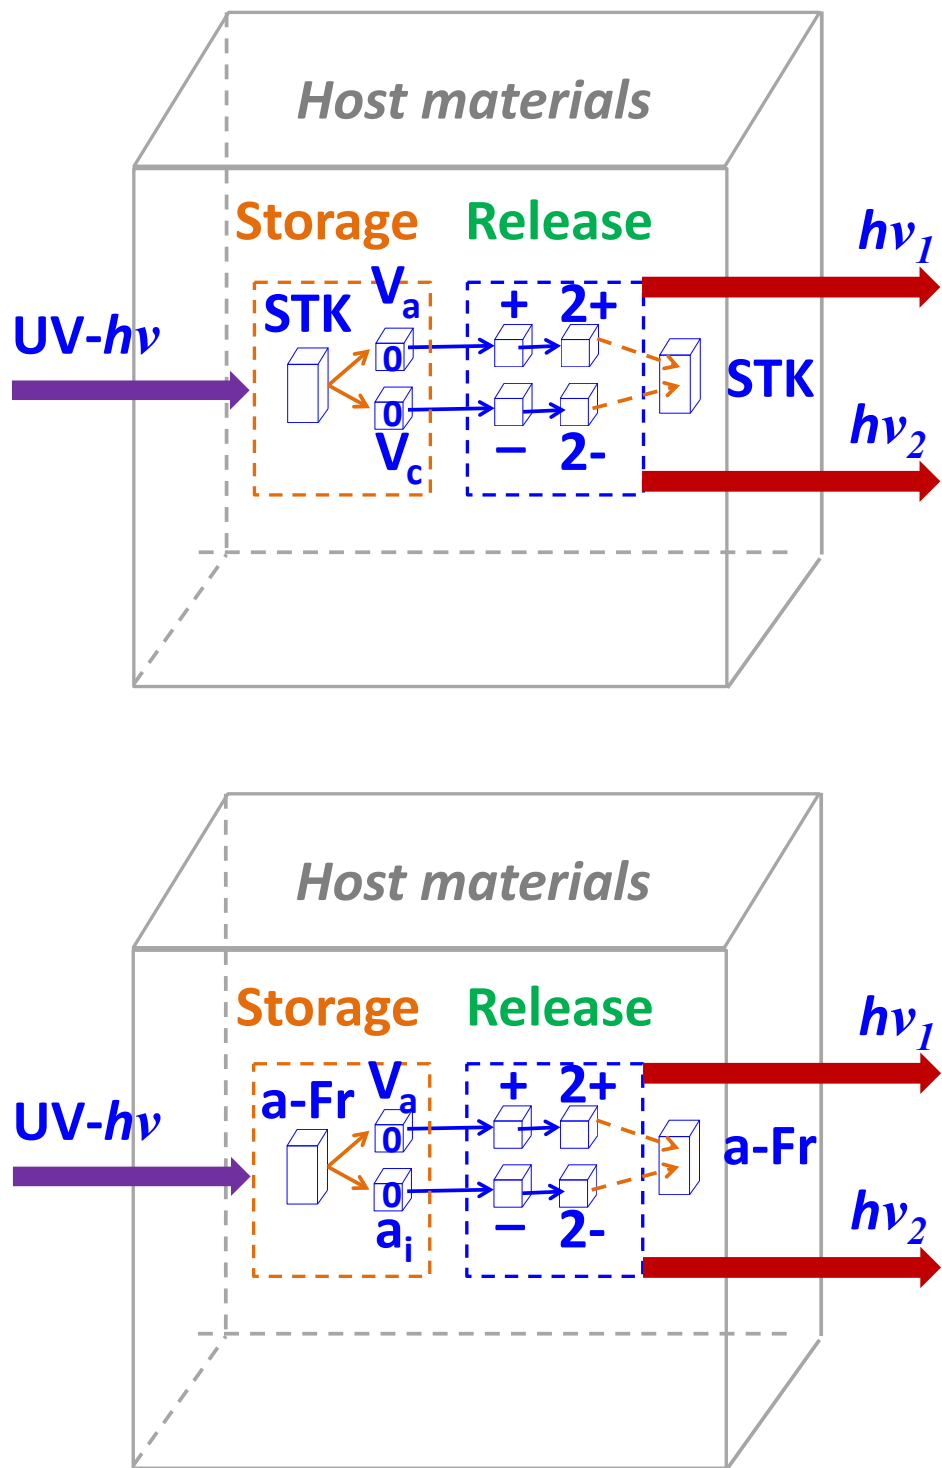 Host materials
Storage Release
hν₁
Vₐ + 2+
STK
0
UV-hν
STK
0
hν₂
V꜀ − 2-
Host materials
Storage Release
hν₁
Vₐ + 2+
a-Fr
0
UV-hν
a-Fr
0
hν₂
aᵢ − 2-